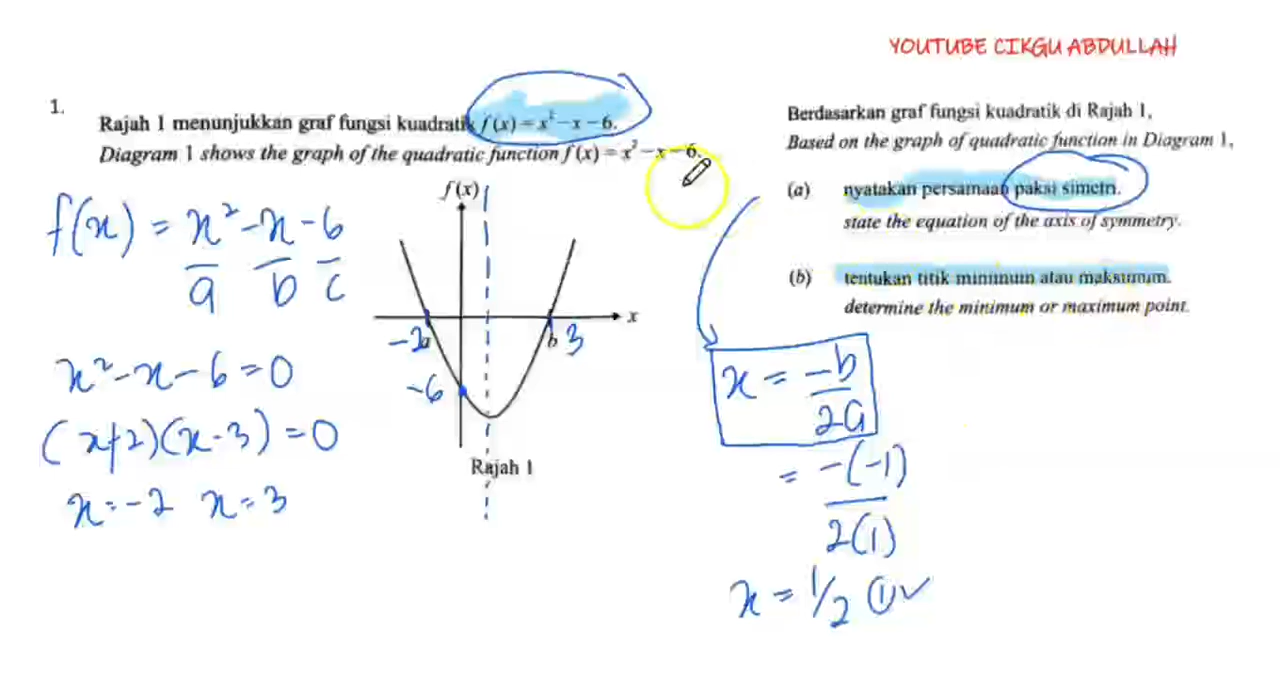 YOUTUBE CIKGU ABDULLAH
1.
Rajah 1 menunjukkan graf fungsi kuadratik f(x) = x² − x − 6.
Diagram 1 shows the graph of the quadratic function f(x) = x² − x − 6.
f(x) = x² - x - 6
a b c
x² - x - 6 = 0
(x+2)(x-3) = 0
x = -2 x = 3
f(x)
x
-2 a
b 3
-6
Rajah 1
Berdasarkan graf fungsi kuadratik di Rajah 1,
Based on the graph of quadratic function in Diagram 1,
(a) nyatakan persamaan paksi simetri.
state the equation of the axis of symmetry.
(b) tentukan titik minimum atau maksimum.
determine the minimum or maximum point.
x = -b/2a
= -(-1)/2(1)
x = 1/2 ① ✓